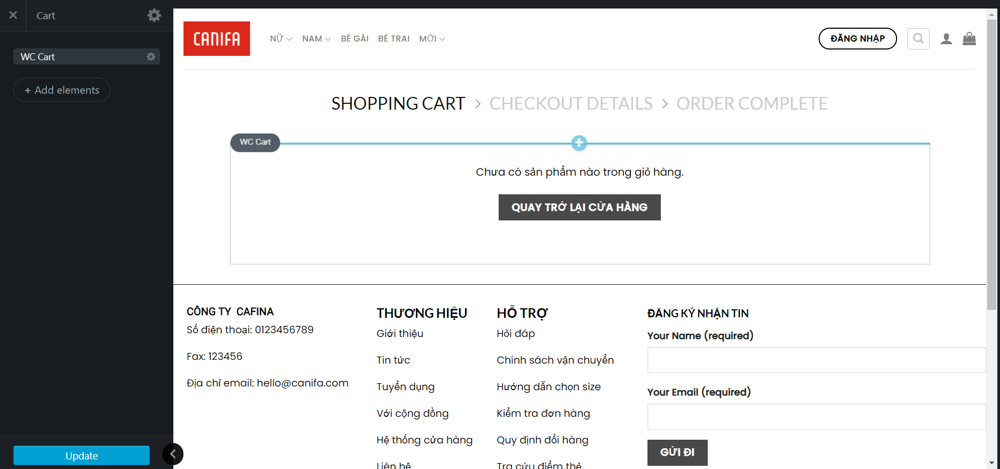 Cart
WC Cart
+ Add elements
Update
CANIFA
NỮ NAM BÉ GÁI BÉ TRAI MỚI
ĐĂNG NHẬP
SHOPPING CART > CHECKOUT DETAILS > ORDER COMPLETE
WC Cart
Chưa có sản phẩm nào trong giỏ hàng.
QUAY TRỞ LẠI CỬA HÀNG
CÔNG TY CAFINA
Số điện thoại: 0123456789
Fax: 123456
Địa chỉ email: hello@canifa.com
THƯƠNG HIỆU
Giới thiệu
Tin tức
Tuyển dụng
Với cộng đồng
Hệ thống cửa hàng
Liên hệ
HỖ TRỢ
Hỏi đáp
Chính sách vận chuyển
Hướng dẫn chọn size
Kiểm tra đơn hàng
Quy định đổi hàng
Tra cứu điểm thẻ
ĐĂNG KÝ NHẬN TIN
Your Name (required)
Your Email (required)
GỬI ĐI